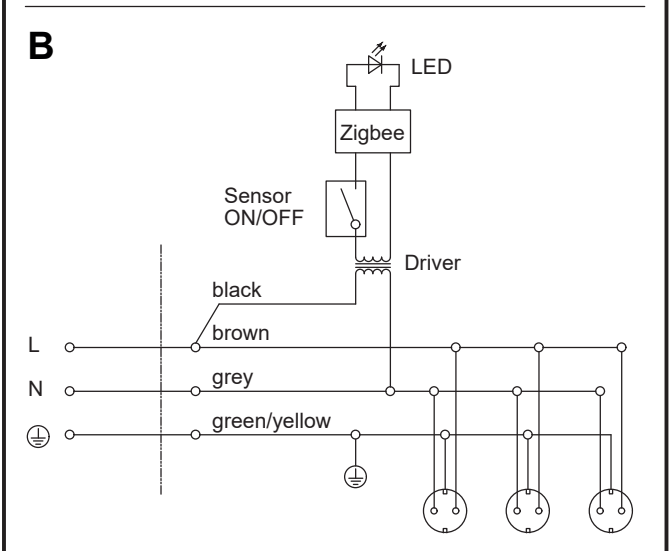 B
LED
Zigbee
Sensor
ON/OFF
Driver
black
L
brown
N
grey
green/yellow